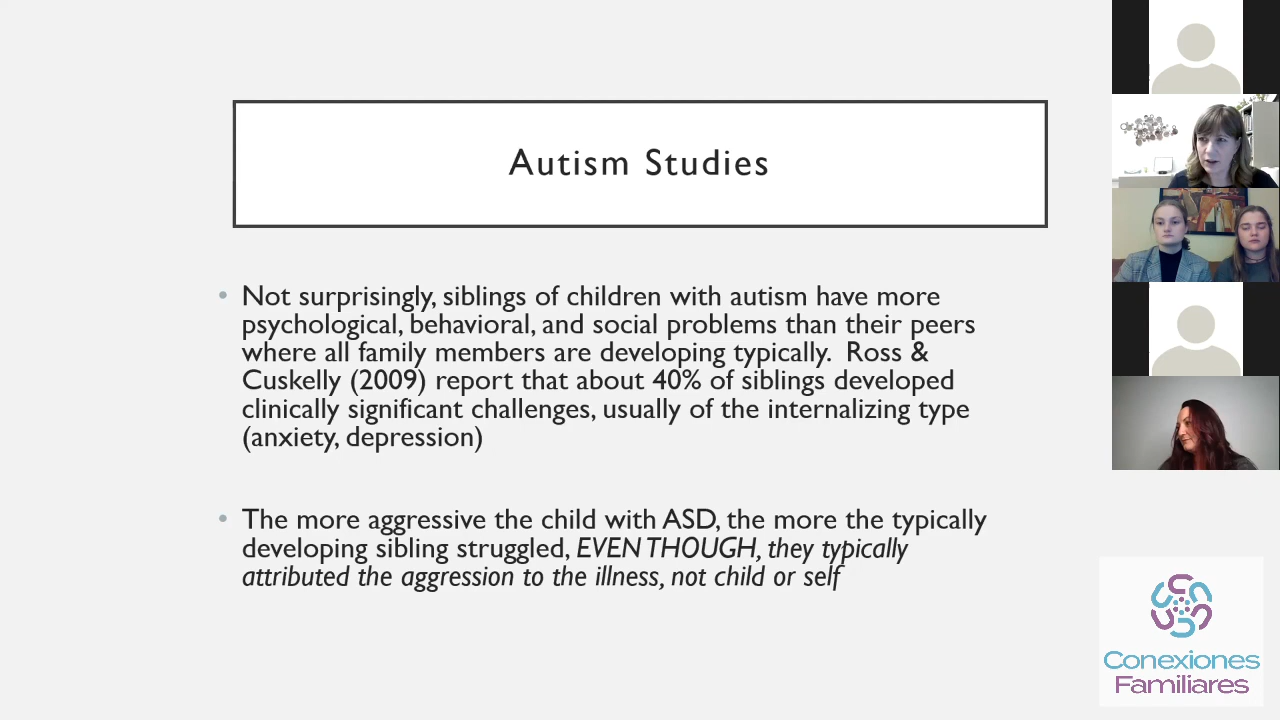 Autism Studies
• Not surprisingly, siblings of children with autism have more
psychological, behavioral, and social problems than their peers
where all family members are developing typically.  Ross &
Cuskelly (2009) report that about 40% of siblings developed
clinically significant challenges, usually of the internalizing type
(anxiety, depression)
• The more aggressive the child with ASD, the more the typically
developing sibling struggled, EVEN THOUGH, they typically
attributed the aggression to the illness, not child or self
Conexiones
Familiares